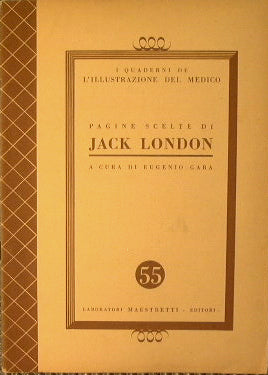 I QUADERNI DE
L'ILLUSTRAZIONE DEL MEDICO
PAGINE SCELTE DI
JACK LONDON
A CURA DI EUGENIO GARA
55
LABORATORI MAESTRETTI - EDITORI -